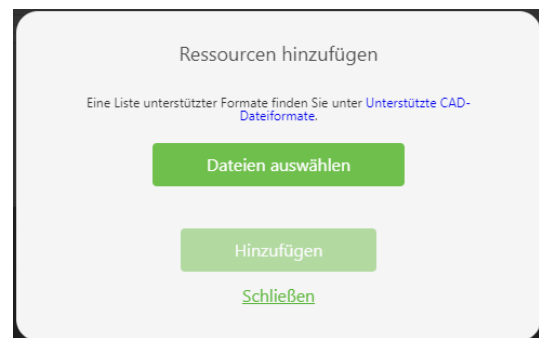 Ressourcen hinzufügen
Eine Liste unterstützter Formate finden Sie unter Unterstützte CAD-
Dateiformate.
Dateien auswählen
Hinzufügen
Schließen